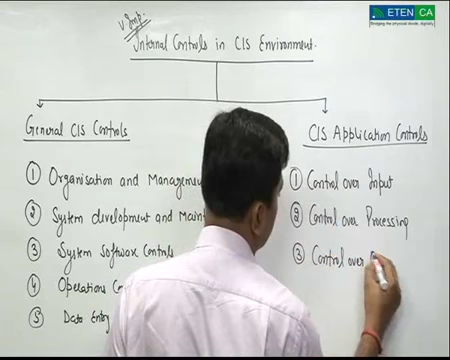 ETEN CA
Bridging the physical divide, digitally
V. Imp.
Internal Controls in CIS Environment.
General CIS Controls
CIS Application Controls
① Organisation and
① Control over Input
② System development and
② Control over Processing
③ System Software Controls
③ Control over
④ Operations
⑤ Data Entry